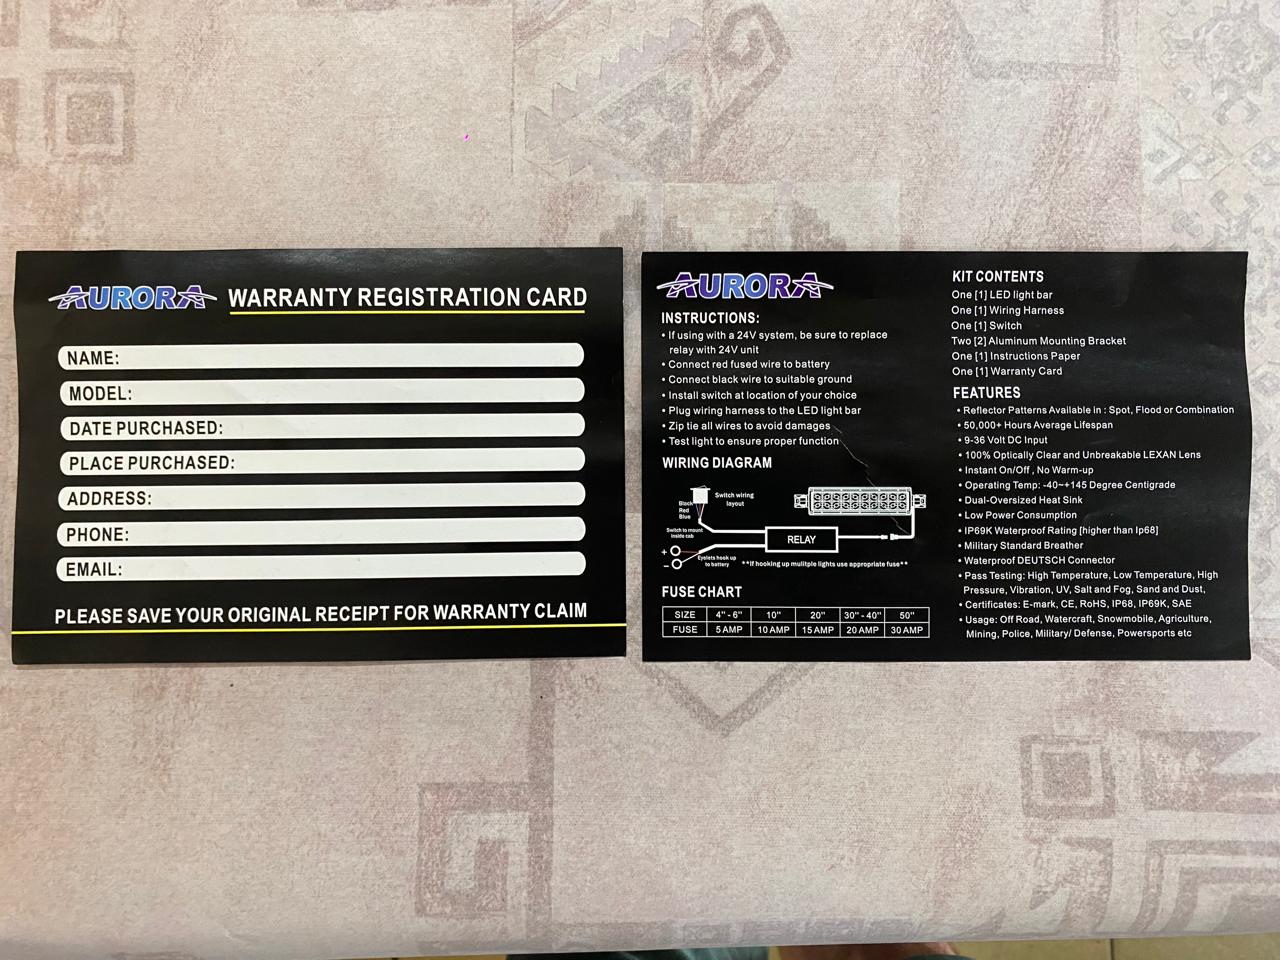 AURORA WARRANTY REGISTRATION CARD
NAME:
MODEL:
DATE PURCHASED:
PLACE PURCHASED:
ADDRESS:
PHONE:
EMAIL:
PLEASE SAVE YOUR ORIGINAL RECEIPT FOR WARRANTY CLAIM
AURORA
INSTRUCTIONS:
• If using with a 24V system, be sure to replace
relay with 24V unit
• Connect red fused wire to battery
• Connect black wire to suitable ground
• Install switch at location of your choice
• Plug wiring harness to the LED light bar
• Zip tie all wires to avoid damages
• Test light to ensure proper function
WIRING DIAGRAM
Black
Red
Blue
Switch wiring
layout
Switch to mount
inside cab
RELAY
+
−
Eyelets hook up
to battery
**If hooking up mulitple lights use appropriate fuse**
FUSE CHART
SIZE 4" - 6" 10" 20" 30" - 40" 50"
FUSE 5 AMP 10 AMP 15 AMP 20 AMP 30 AMP
KIT CONTENTS
One [1] LED light bar
One [1] Wiring Harness
One [1] Switch
Two [2] Aluminum Mounting Bracket
One [1] Instructions Paper
One [1] Warranty Card
FEATURES
• Reflector Patterns Available in : Spot, Flood or Combination
• 50,000+ Hours Average Lifespan
• 9-36 Volt DC Input
• 100% Optically Clear and Unbreakable LEXAN Lens
• Instant On/Off , No Warm-up
• Operating Temp: -40~+145 Degree Centigrade
• Dual-Oversized Heat Sink
• Low Power Consumption
• IP69K Waterproof Rating [higher than Ip68]
• Military Standard Breather
• Waterproof DEUTSCH Connector
• Pass Testing: High Temperature, Low Temperature, High
Pressure, Vibration, UV, Salt and Fog, Sand and Dust,
• Certificates: E-mark, CE, RoHS, IP68, IP69K, SAE
• Usage: Off Road, Watercraft, Snowmobile, Agriculture,
Mining, Police, Military/ Defense, Powersports etc